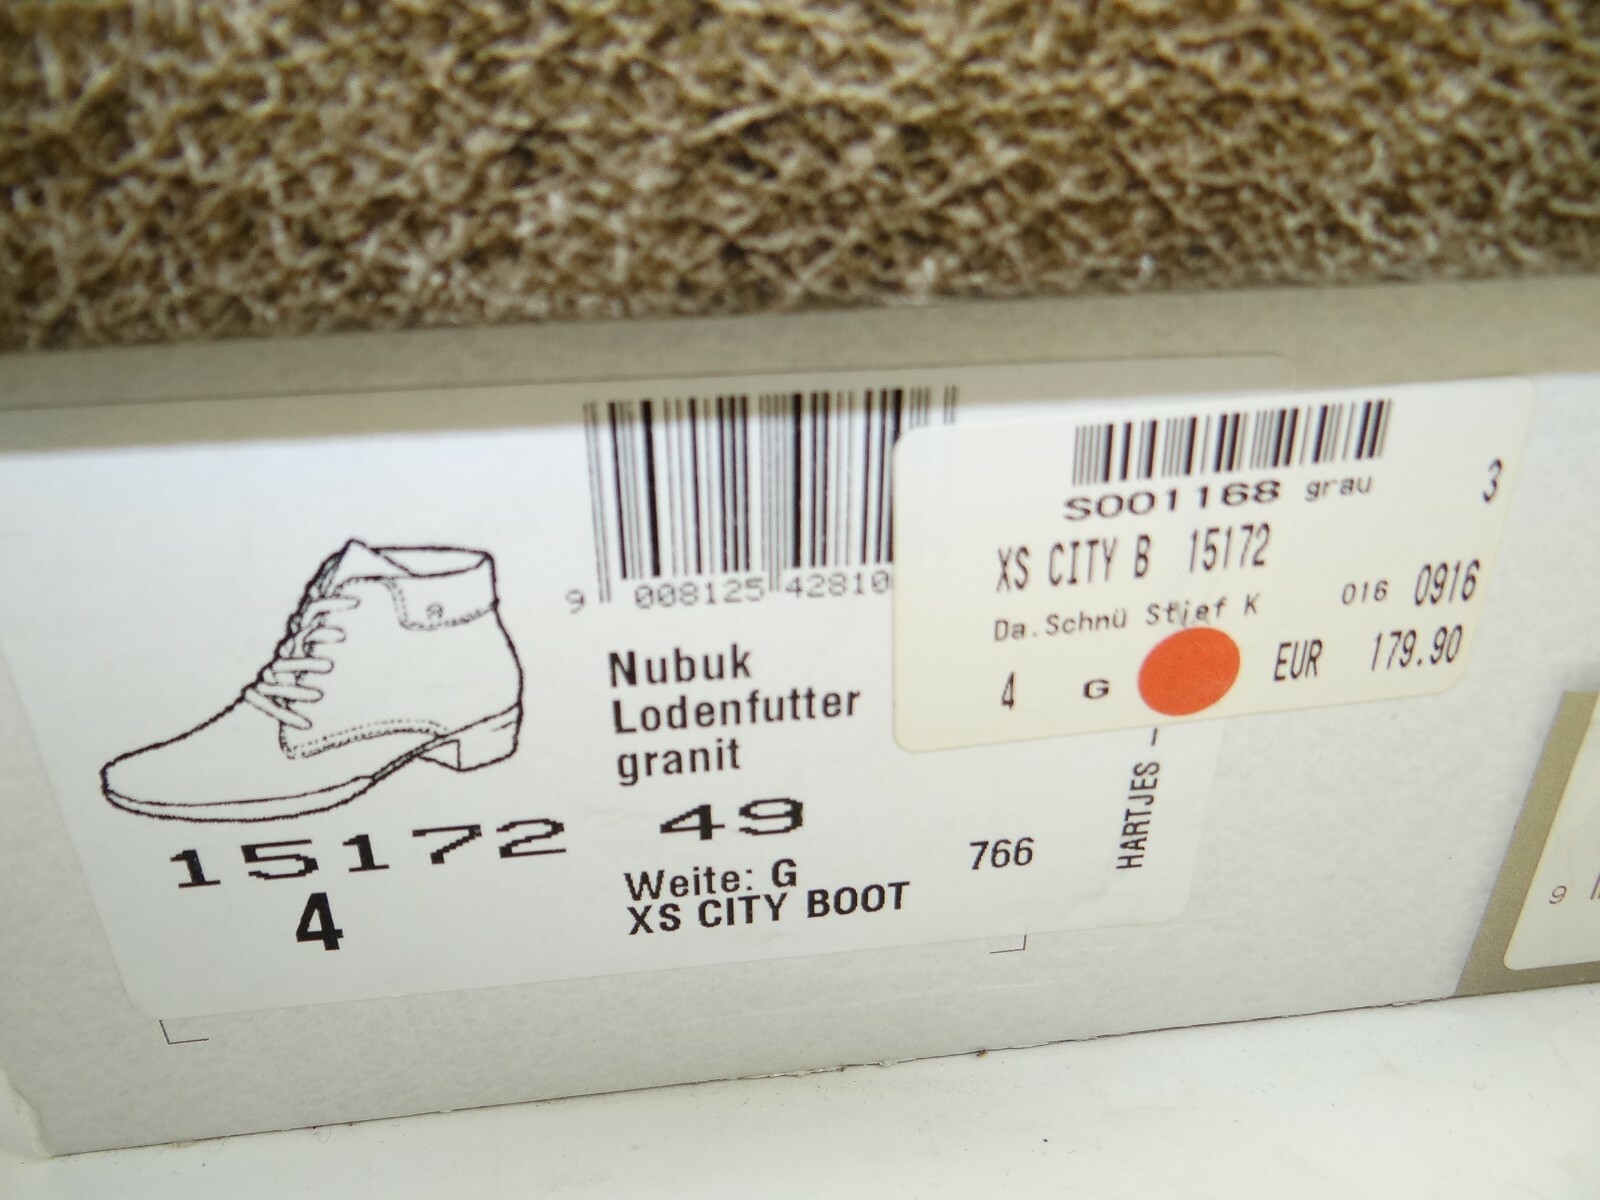 9 008125 42810
Nubuk
Lodenfutter
granit
15172 49
4
Weite: G
XS CITY BOOT
766
HARTJES –
S001168 grau 3
XS CITY B 15172
Da.Schnü Stief K 016 0916
4 G EUR 179.90
9